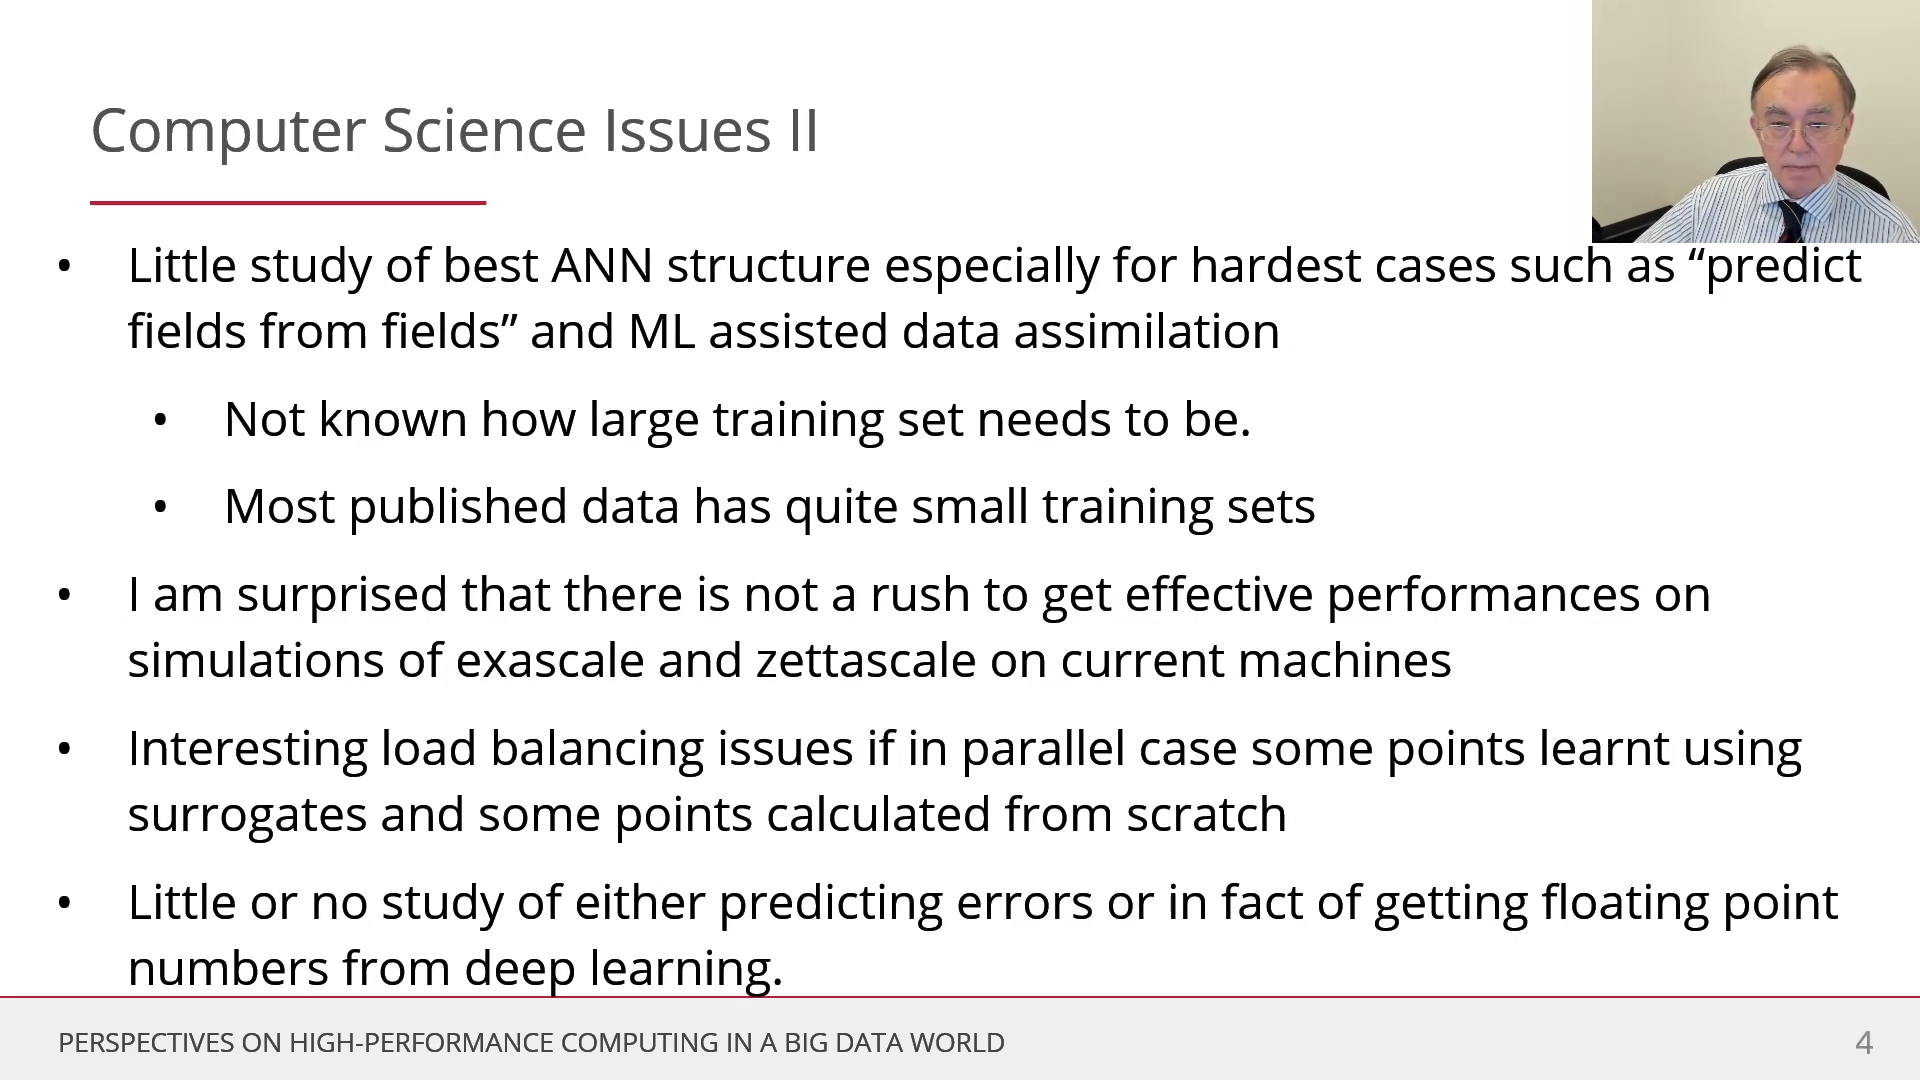 Computer Science Issues II
• Little study of best ANN structure especially for hardest cases such as “predict
fields from fields” and ML assisted data assimilation
• Not known how large training set needs to be.
• Most published data has quite small training sets
• I am surprised that there is not a rush to get effective performances on
simulations of exascale and zettascale on current machines
• Interesting load balancing issues if in parallel case some points learnt using
surrogates and some points calculated from scratch
• Little or no study of either predicting errors or in fact of getting floating point
numbers from deep learning.
PERSPECTIVES ON HIGH-PERFORMANCE COMPUTING IN A BIG DATA WORLD
4